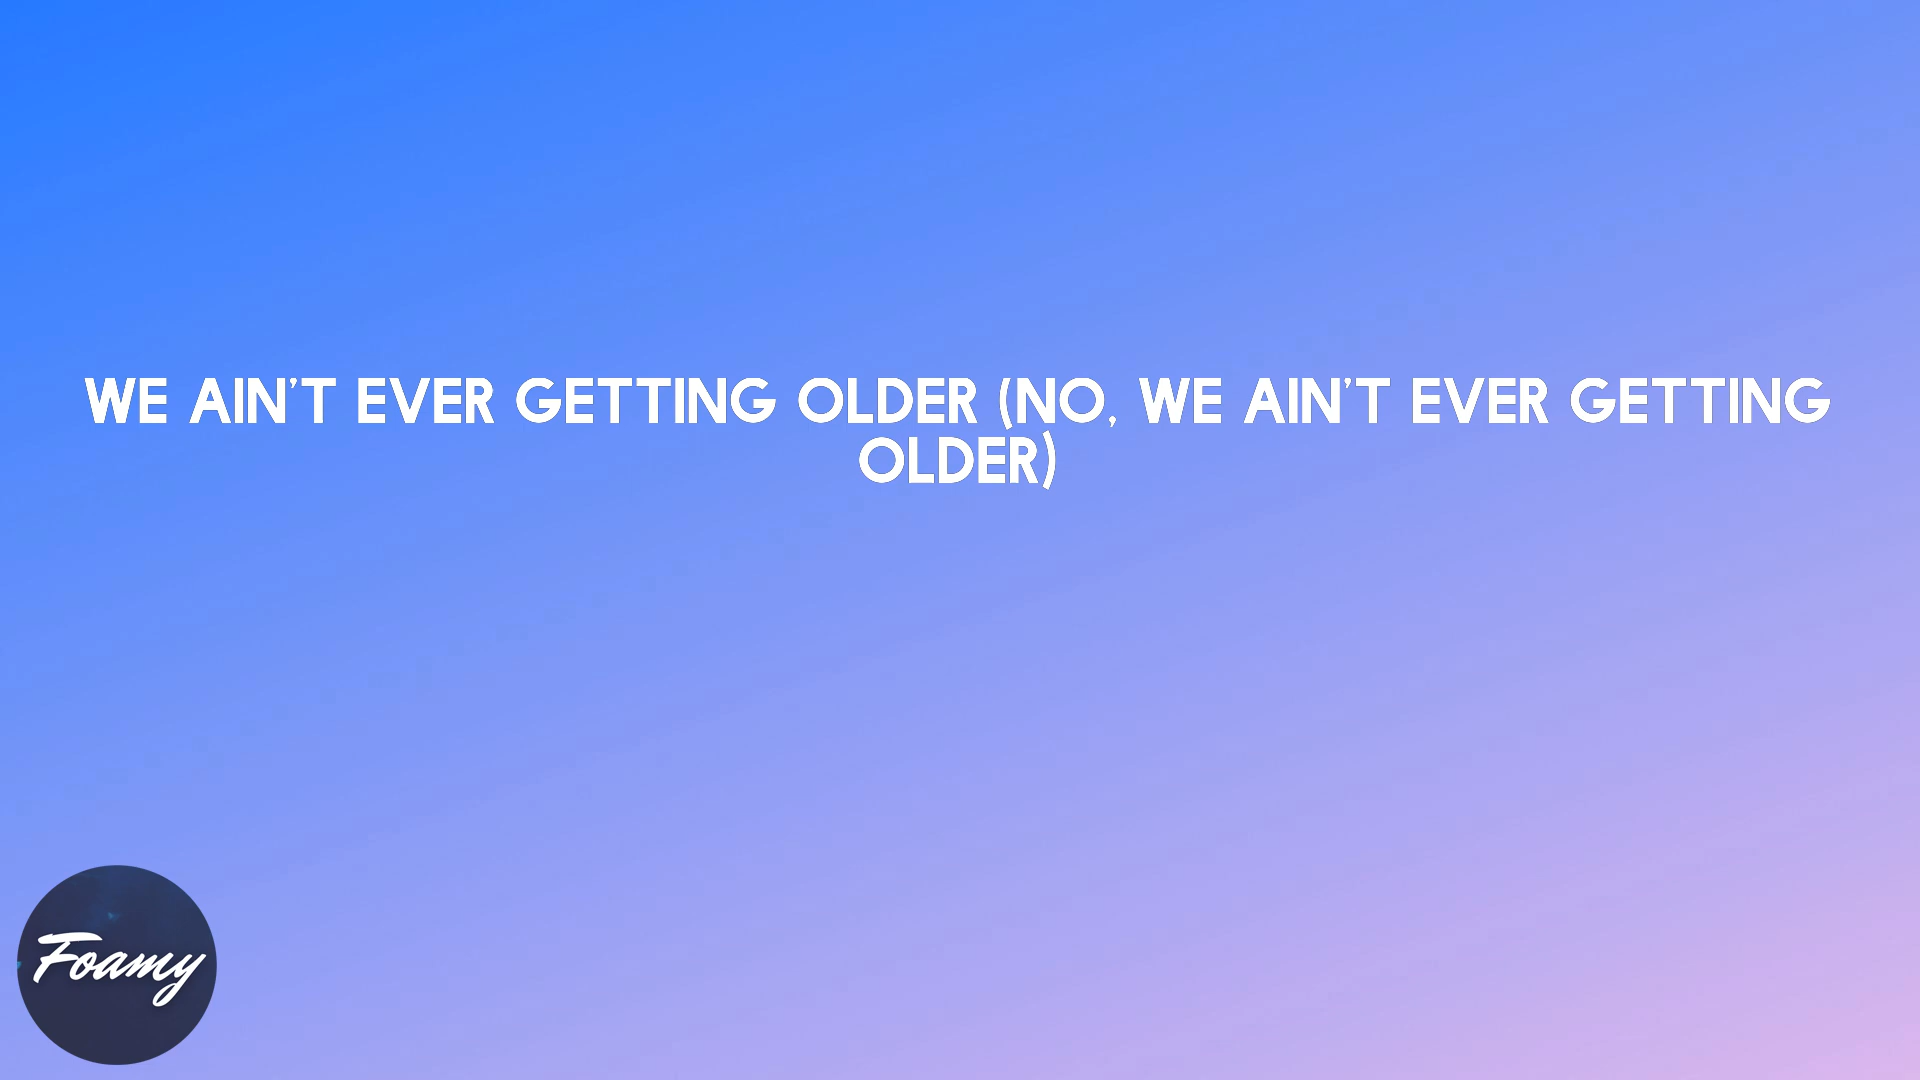 WE AIN'T EVER GETTING OLDER (NO, WE AIN'T EVER GETTING
OLDER)
Foamy